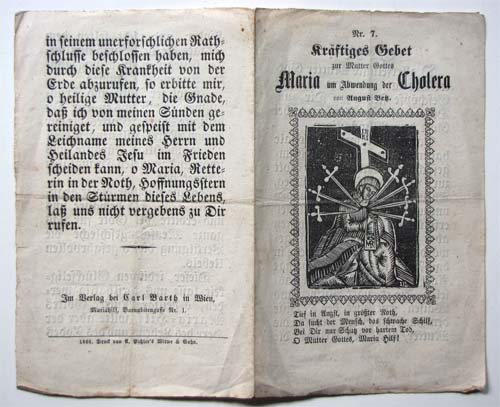 in seinem unerforschlichen Rath-
schlusse beschlossen haben, mich
durch diese Krankheit von der
Erde abzurufen, so erbitte mir,
o heilige Mutter, die Gnade,
daß ich von meinen Sünden ge-
reiniget, und gespeist mit dem
Leichname meines Herrn und
Heilandes Jesu im Frieden
scheiden kann, o Maria, Rette-
rin in der Noth, Hoffnungsstern
in den Stürmen dieses Lebens,
laß uns nicht vergebens zu Dir
rufen.
Im Verlag bei Carl Barth in Wien,
Mariahilf, Barnabitengasse Nr. 1.
1866. Druck von A. Pichler's Witwe & Sohn.
Nr. 7.
Kräftiges Gebet
zur Mutter Gottes
Maria um Abwendung der Cholera
von August Betz.
Tief in Angst, in größter Noth,
Da sucht der Mensch, das schwache Schilf,
Bei Dir nur Schutz vor hartem Tod,
O Mutter Gottes, Maria Hilf!